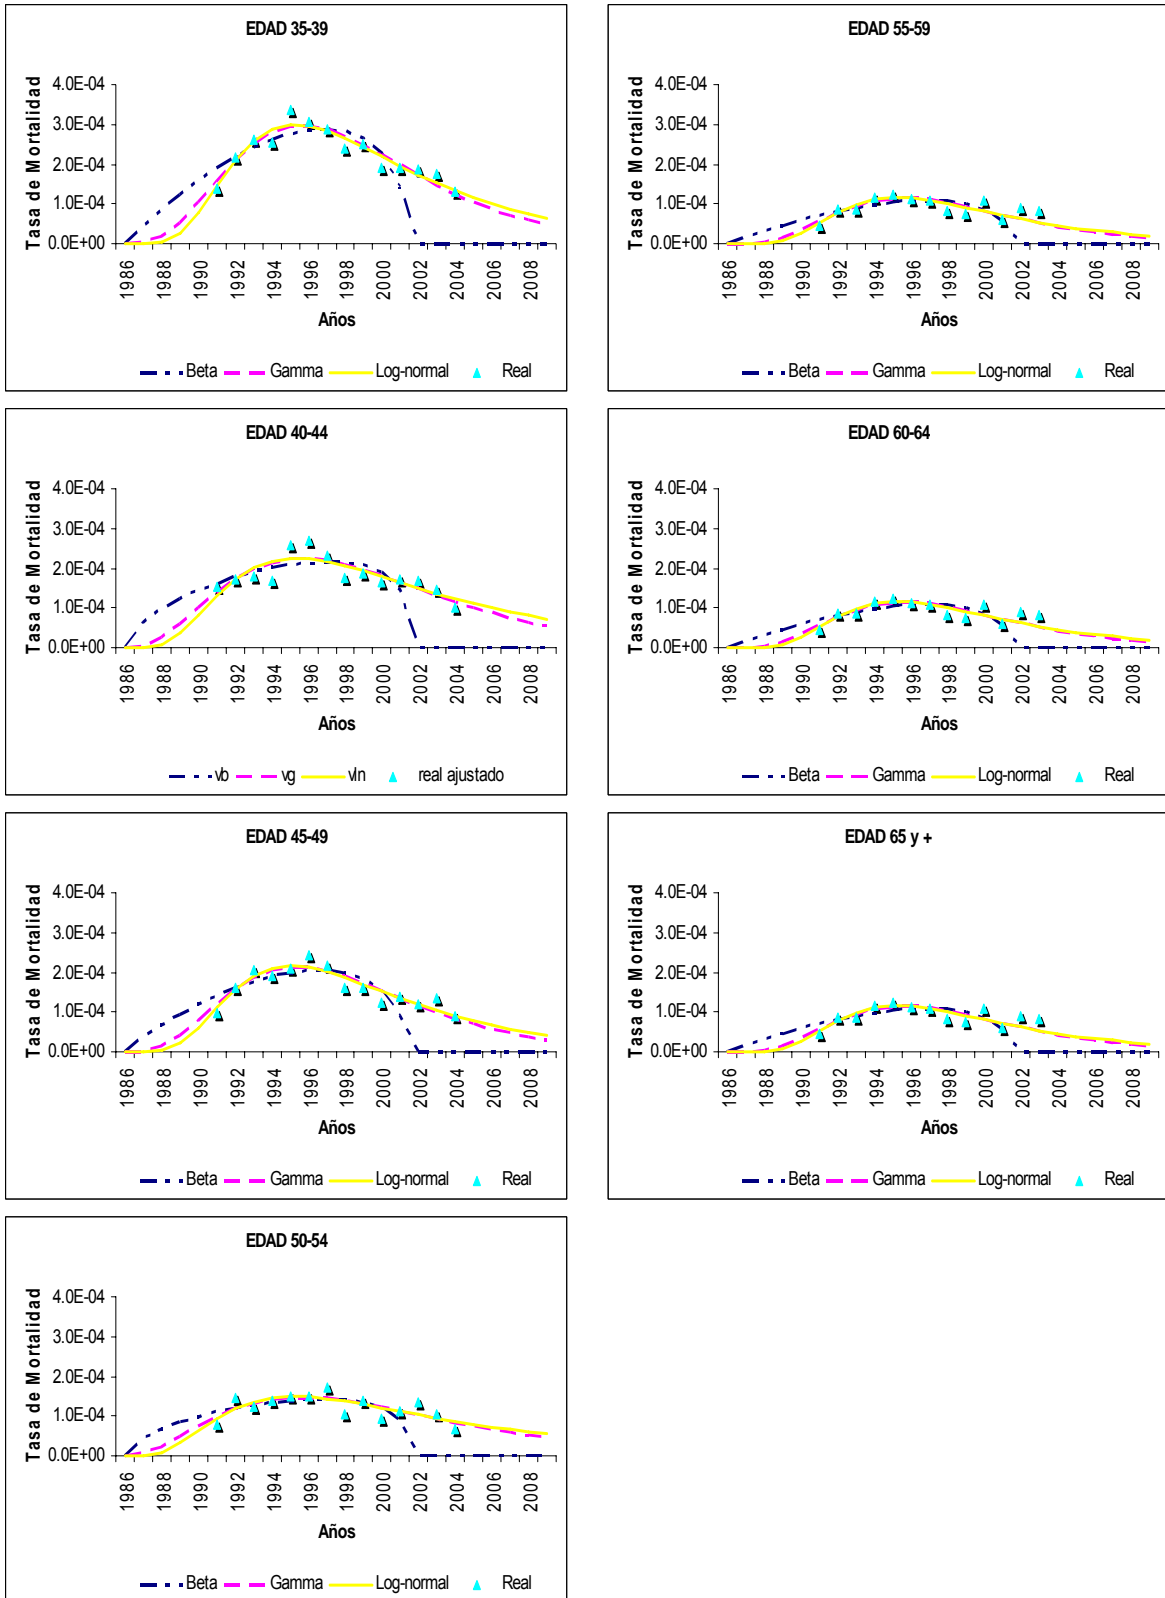 EDAD 35-39
Tasa de Mortalidad
4.0E-04
3.0E-04
2.0E-04
1.0E-04
0.0E+00
1986 1988 1990 1992 1994 1996 1998 2000 2002 2004 2006 2008
Años
Beta Gamma Log-normal Real
EDAD 55-59
Tasa de Mortalidad
4.0E-04
3.0E-04
2.0E-04
1.0E-04
0.0E+00
1986 1988 1990 1992 1994 1996 1998 2000 2002 2004 2006 2008
Años
Beta Gamma Log-normal Real
EDAD 40-44
Tasa de Mortalidad
4.0E-04
3.0E-04
2.0E-04
1.0E-04
0.0E+00
1986 1988 1990 1992 1994 1996 1998 2000 2002 2004 2006 2008
Años
vb vg vln real ajustado
EDAD 60-64
Tasa de Mortalidad
4.0E-04
3.0E-04
2.0E-04
1.0E-04
0.0E+00
1986 1988 1990 1992 1994 1996 1998 2000 2002 2004 2006 2008
Años
Beta Gamma Log-normal Real
EDAD 45-49
Tasa de Mortalidad
4.0E-04
3.0E-04
2.0E-04
1.0E-04
0.0E+00
1986 1988 1990 1992 1994 1996 1998 2000 2002 2004 2006 2008
Años
Beta Gamma Log-normal Real
EDAD 65 y +
Tasa de Mortalidad
4.0E-04
3.0E-04
2.0E-04
1.0E-04
0.0E+00
1986 1988 1990 1992 1994 1996 1998 2000 2002 2004 2006 2008
Años
Beta Gamma Log-normal Real
EDAD 50-54
Tasa de Mortalidad
4.0E-04
3.0E-04
2.0E-04
1.0E-04
0.0E+00
1986 1988 1990 1992 1994 1996 1998 2000 2002 2004 2006 2008
Años
Beta Gamma Log-normal Real